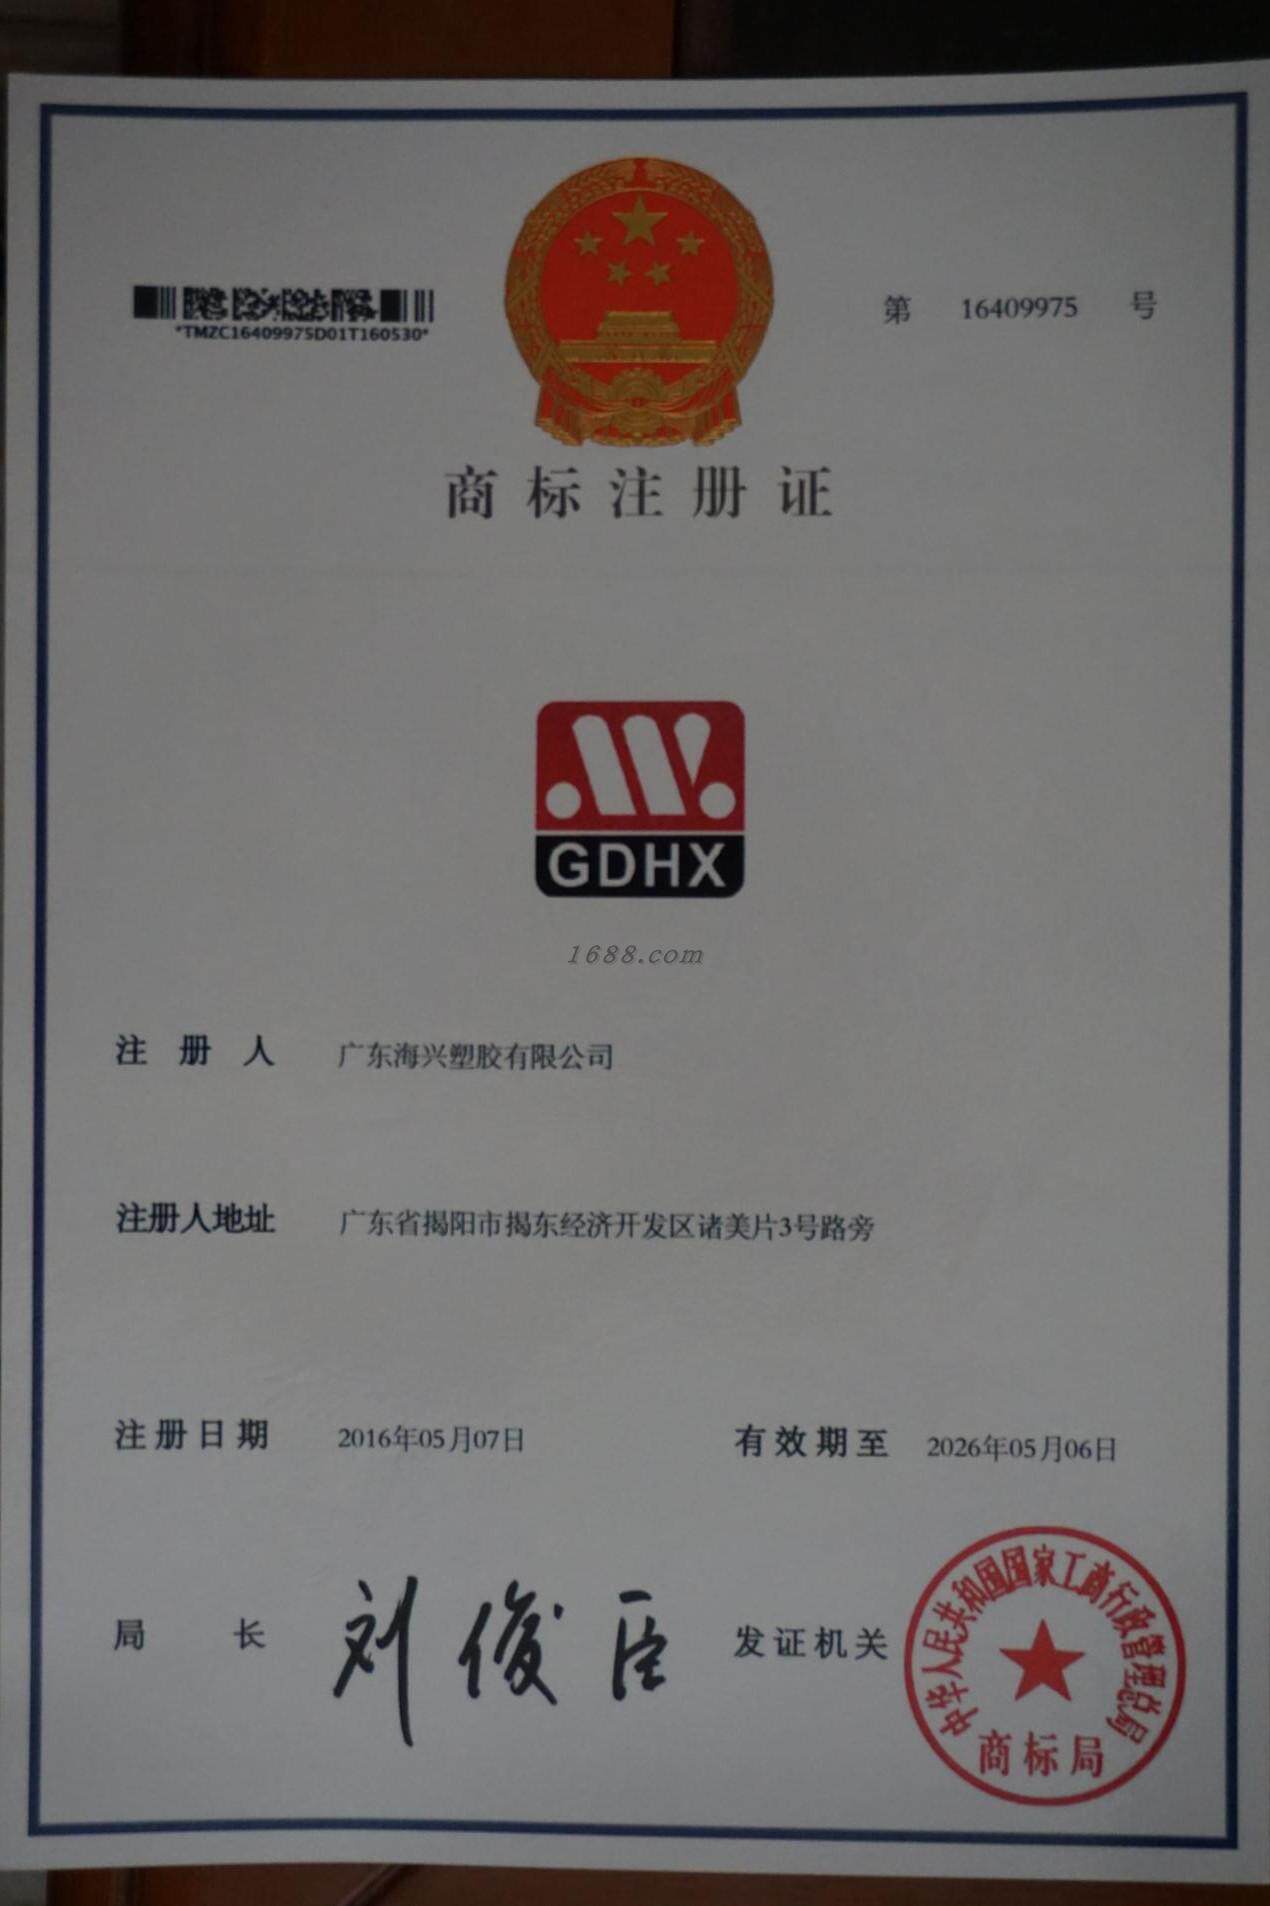 *TMZC16409975D01T160530*
第 16409975 号
商标注册证
GDHX
1688.com
注册人 广东海兴塑胶有限公司
注册人地址 广东省揭阳市揭东经济开发区诸美片3号路旁
注册日期 2016年05月07日 有效期至 2026年05月06日
局长 刘俊臣 发证机关
中华人民共和国国家工商行政管理总局
商标局